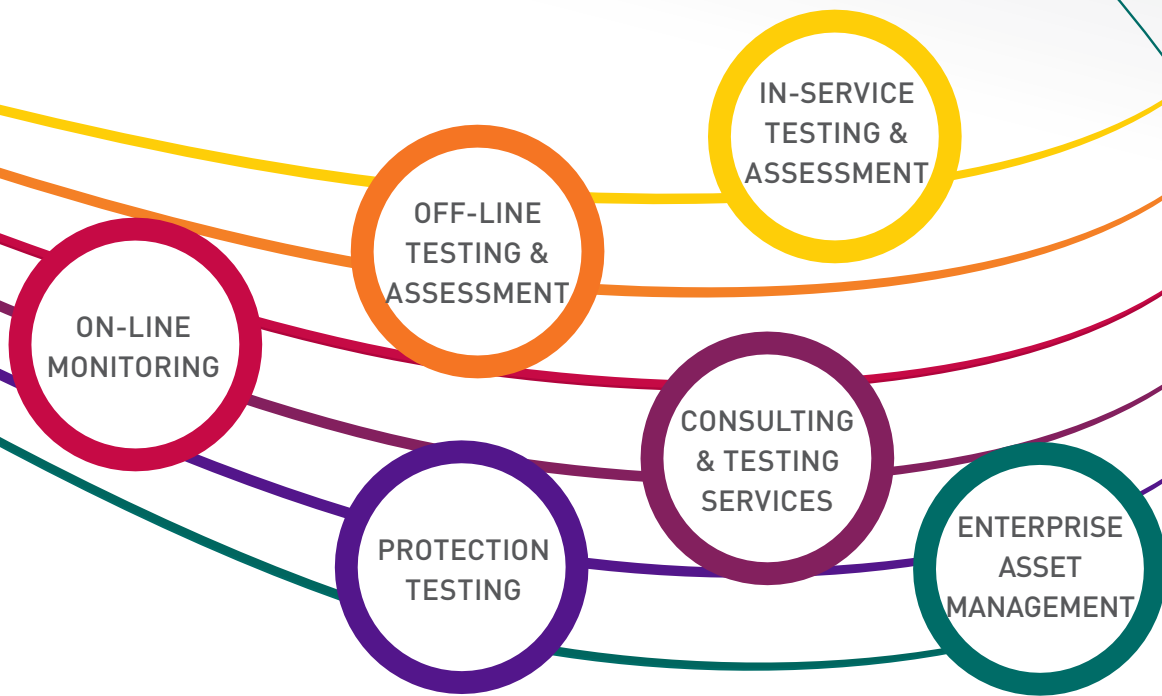 IN-SERVICE
TESTING &
ASSESSMENT
OFF-LINE
TESTING &
ASSESSMENT
ON-LINE
MONITORING
CONSULTING
& TESTING
SERVICES
PROTECTION
TESTING
ENTERPRISE
ASSET
MANAGEMENT